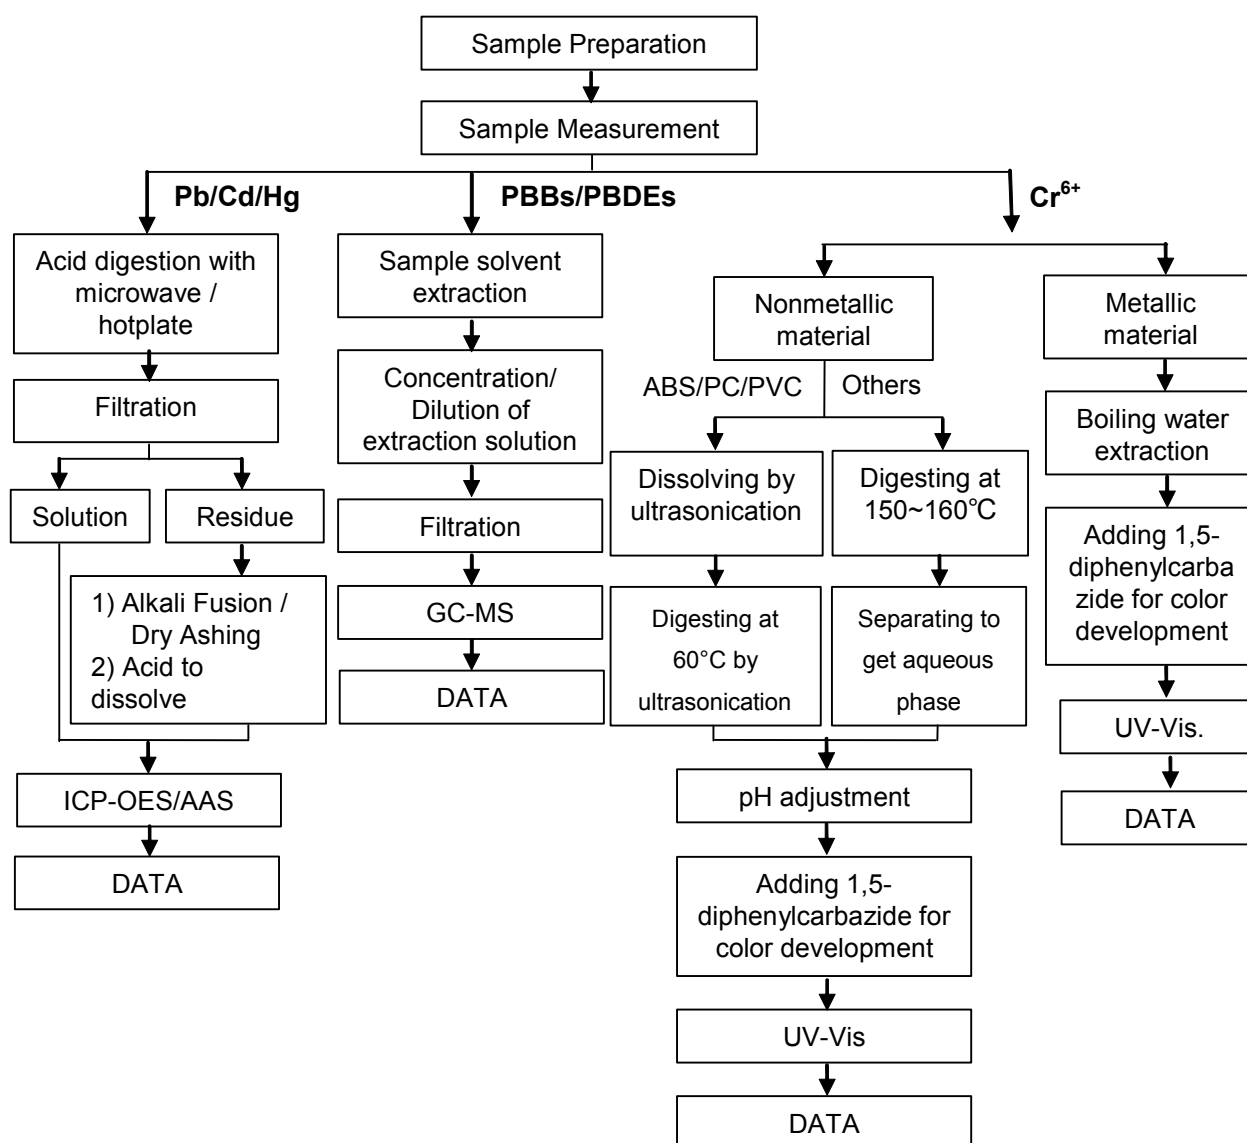 Sample Preparation
Sample Measurement
Pb/Cd/Hg
PBBs/PBDEs
Cr6+
Acid digestion with
microwave /
hotplate
Filtration
Solution
Residue
1) Alkali Fusion /
Dry Ashing
2) Acid to
dissolve
ICP-OES/AAS
DATA
Sample solvent
extraction
Concentration/
Dilution of
extraction solution
Filtration
GC-MS
DATA
Nonmetallic
material
ABS/PC/PVC
Others
Dissolving by
ultrasonication
Digesting at
60°C by
ultrasonication
Digesting at
150~160℃
Separating to
get aqueous
phase
pH adjustment
Adding 1,5-
diphenylcarbazide for
color development
UV-Vis
DATA
Metallic
material
Boiling water
extraction
Adding 1,5-
diphenylcarba
zide for color
development
UV-Vis.
DATA